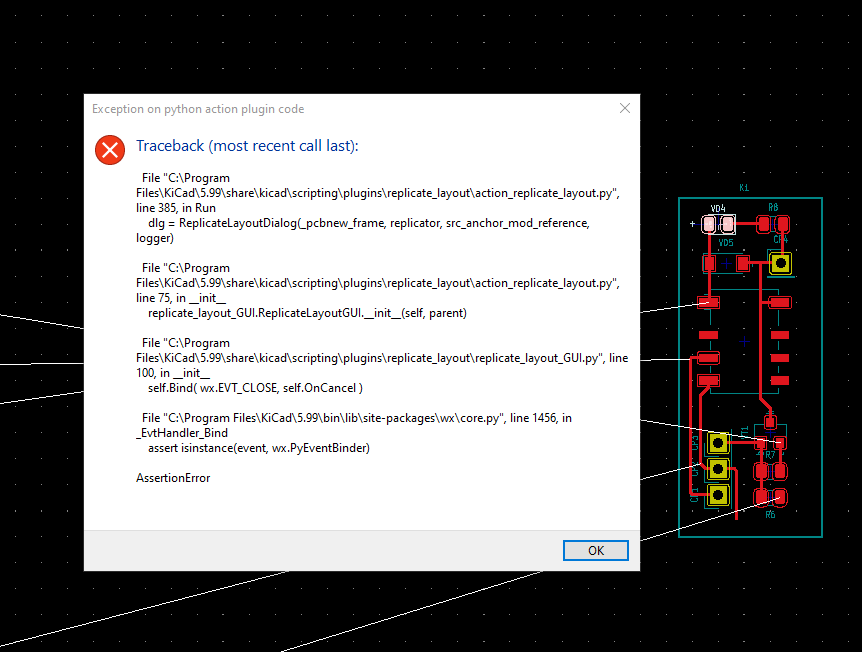 Exception on python action plugin code
Traceback (most recent call last):
File "C:\Program
Files\KiCad\5.99\share\kicad\scripting\plugins\replicate_layout\action_replicate_layout.py",
line 385, in Run
dlg = ReplicateLayoutDialog(_pcbnew_frame, replicator, src_anchor_mod_reference,
logger)
File "C:\Program
Files\KiCad\5.99\share\kicad\scripting\plugins\replicate_layout\action_replicate_layout.py",
line 75, in __init__
replicate_layout_GUI.ReplicateLayoutGUI.__init__(self, parent)
File "C:\Program
Files\KiCad\5.99\share\kicad\scripting\plugins\replicate_layout\replicate_layout_GUI.py", line
100, in __init__
self.Bind( wx.EVT_CLOSE, self.OnCancel )
File "C:\Program Files\KiCad\5.99\bin\lib\site-packages\wx\core.py", line 1456, in
_EvtHandler_Bind
assert isinstance(event, wx.PyEventBinder)
AssertionError
OK
K1
VD4
R8
+
VD5
CP4
T1
CP3
R7
R6